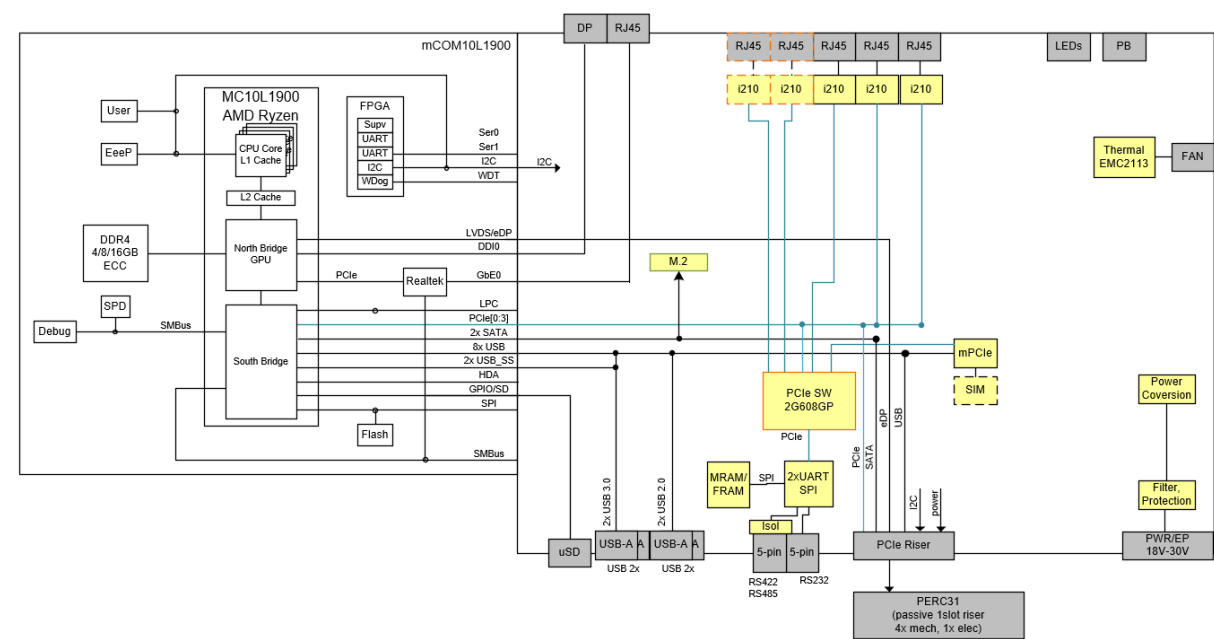 DP
RJ45
mCOM10L1900
RJ45
RJ45
RJ45
RJ45
RJ45
LEDs
PB
i210
i210
i210
i210
i210
User
EeeP
MC10L1900
AMD Ryzen
CPU Core
L1 Cache
L2 Cache
FPGA
Supv
UART
UART
I2C
WDog
Ser0
Ser1
I2C
WDT
I2C
Thermal
EMC2113
FAN
DDR4
4/8/16GB
ECC
North Bridge
GPU
LVDS/eDP
DDI0
PCIe
Realtek
GbE0
M.2
SPD
Debug
SMBus
South Bridge
LPC
PCIe[0:3]
2x SATA
8x USB
2x USB_SS
HDA
GPIO/SD
SPI
Flash
SMBus
mPCIe
SIM
PCIe SW
2G608GP
PCIe
eDP
USB
PCIe
SATA
Power
Coversion
MRAM/
FRAM
SPI
2xUART
SPI
Filter,
Protection
2x USB 3.0
2x USB 2.0
I2C
power
Isol
uSD
USB-A
A
USB-A
A
5-pin
5-pin
PCIe Riser
PWR/EP
18V-30V
USB 2x
USB 2x
RS422
RS485
RS232
PERC31
(passive 1slot riser
4x mech, 1x elec)